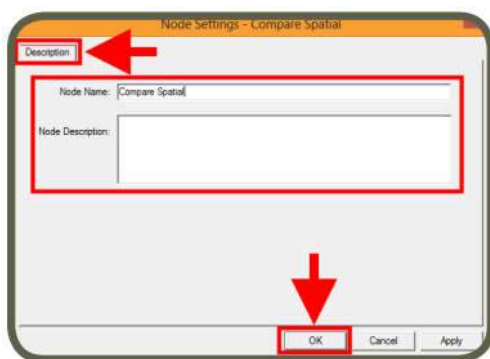 Node Settings - Compare Spatial
Description
Node Name: Compare Spatial
Node Description:
OK Cancel Apply